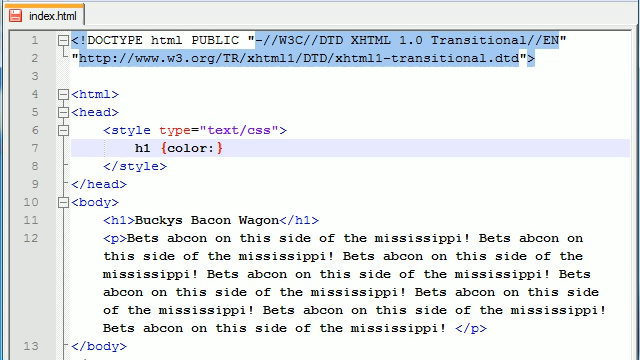 index.html
1 <!DOCTYPE html PUBLIC "-//W3C//DTD XHTML 1.0 Transitional//EN"
2 "http://www.w3.org/TR/xhtml1/DTD/xhtml1-transitional.dtd">
3
4 <html>
5 <head>
6 <style type="text/css">
7 h1 {color:}
8 </style>
9 </head>
10 <body>
11 <h1>Buckys Bacon Wagon</h1>
12 <p>Bets abcon on this side of the mississippi! Bets abcon on
this side of the mississippi! Bets abcon on this side of the
mississippi! Bets abcon on this side of the mississippi! Bets
abcon on this side of the mississippi! Bets abcon on this side
of the mississippi! Bets abcon on this side of the mississippi!
Bets abcon on this side of the mississippi! </p>
13 </body>